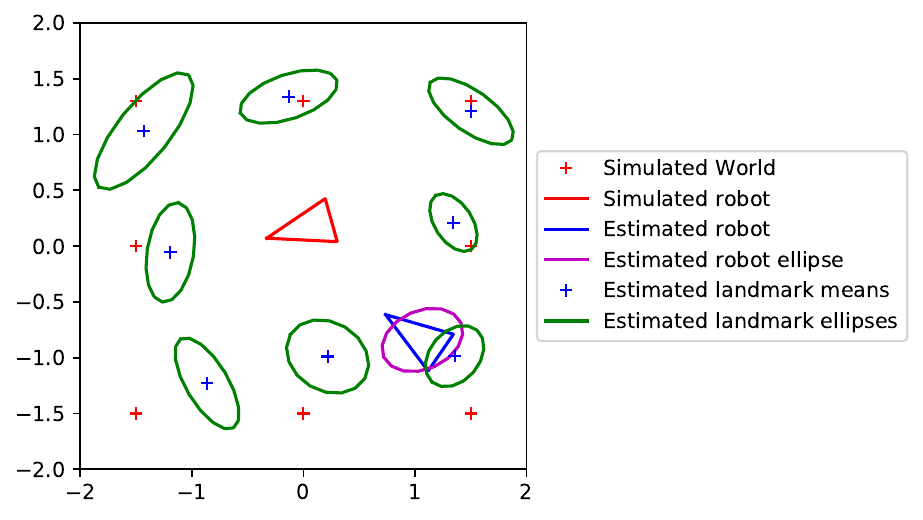 2.0
1.5
1.0
0.5
0.0
−0.5
−1.0
−1.5
−2.0
−2
−1
0
1
2
Simulated World
Simulated robot
Estimated robot
Estimated robot ellipse
Estimated landmark means
Estimated landmark ellipses